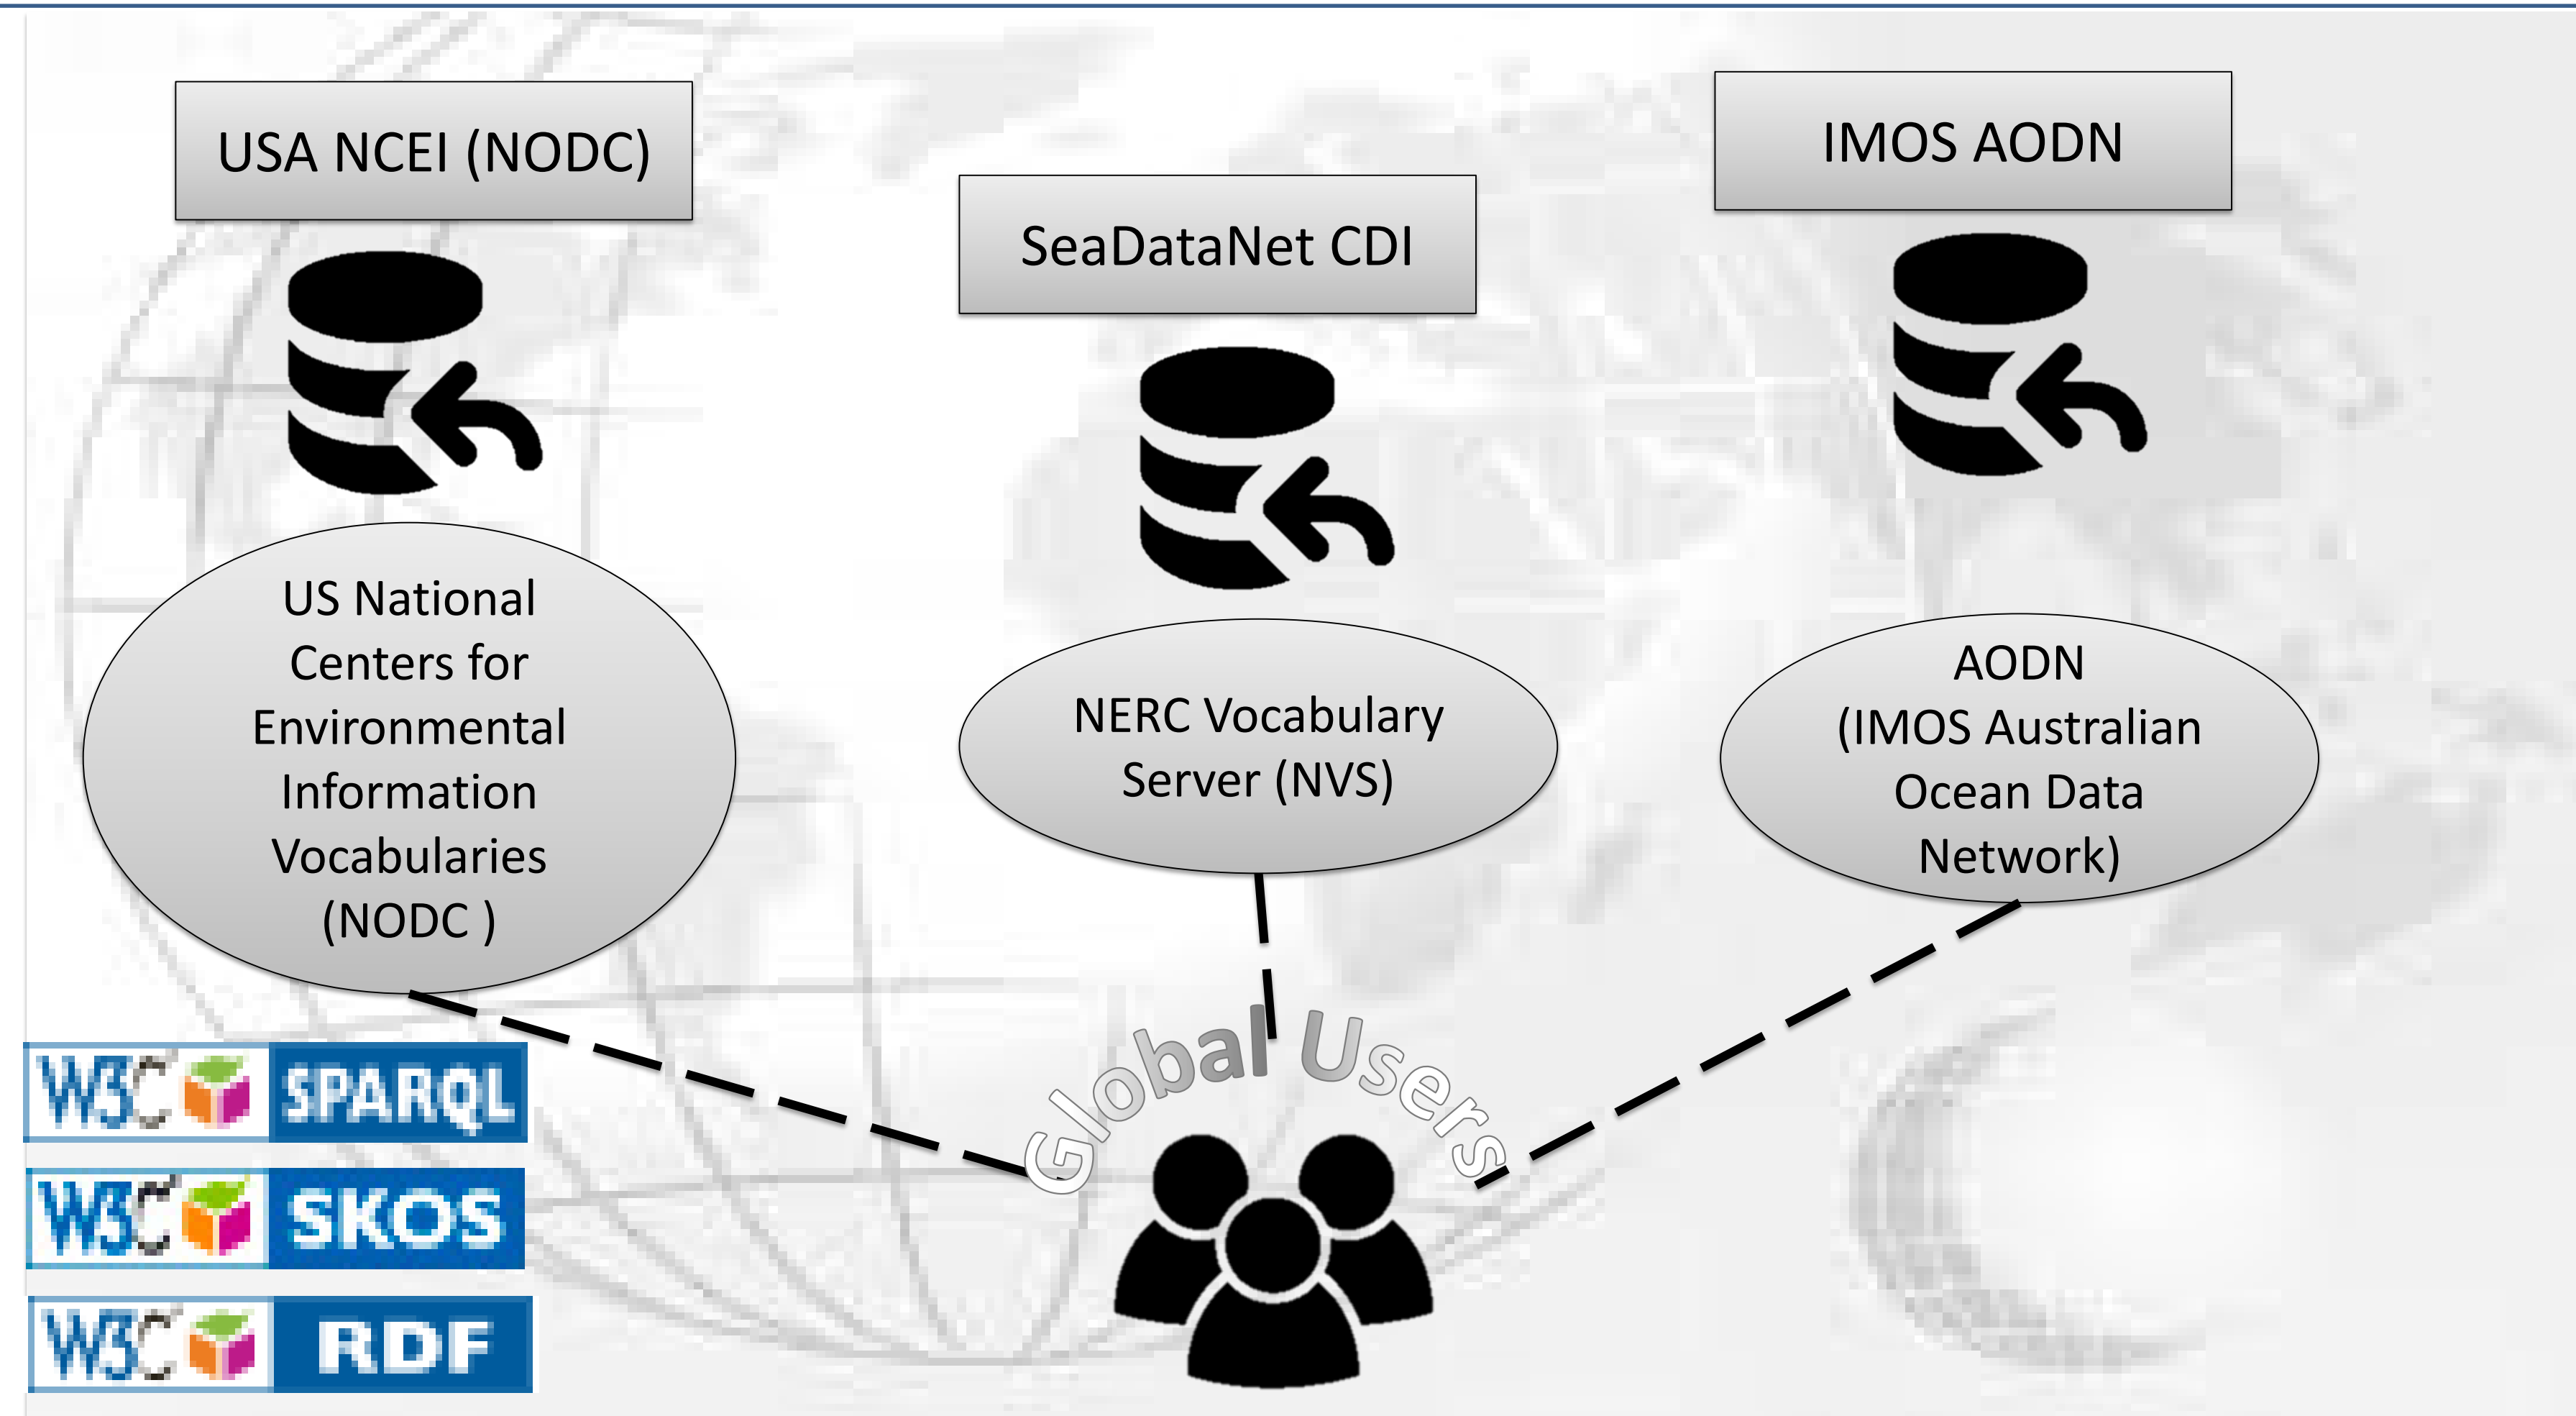 USA NCEI (NODC)
SeaDataNet CDI
IMOS AODN
US National
Centers for
Environmental
Information
Vocabularies
(NODC )
NERC Vocabulary
Server (NVS)
AODN
(IMOS Australian
Ocean Data
Network)
Global Users
W3C SPARQL
W3C SKOS
W3C RDF